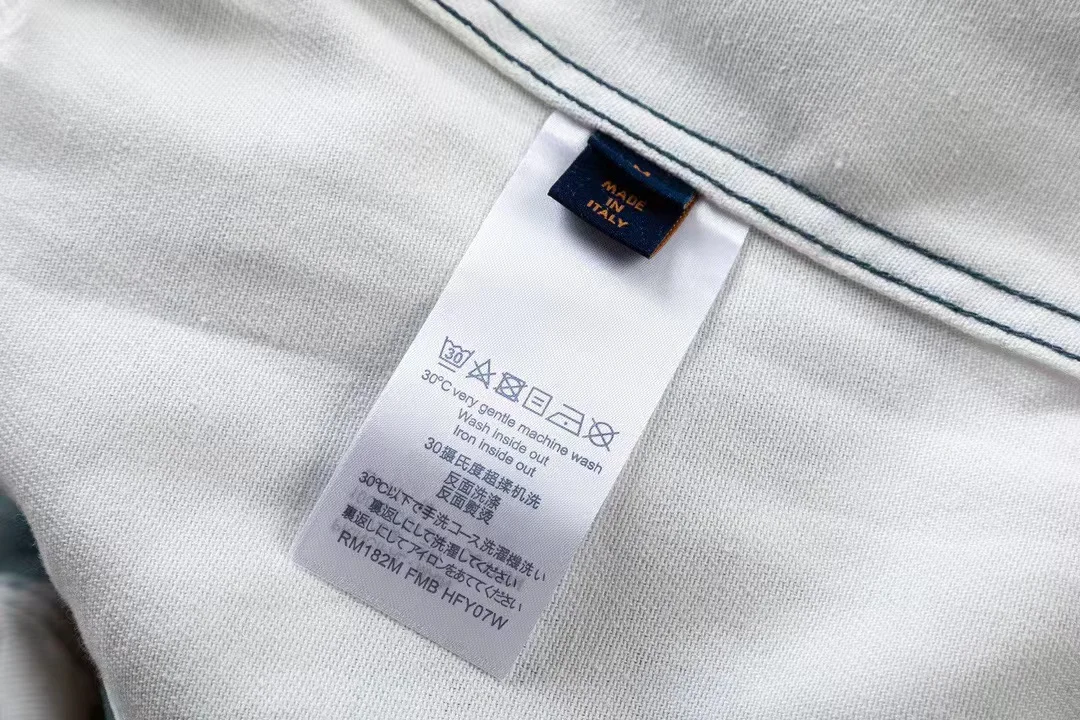 MADE
IN
ITALY
30
30°C very gentle machine wash
Wash inside out
Iron inside out
30攝氏度超揉机洗
反面洗涤
反面熨烫
30℃以下で手洗コース洗濯機洗い
裏返しにして洗濯してください
裏返しにしてアイロンをあててください
RM182M FMB HFY07W